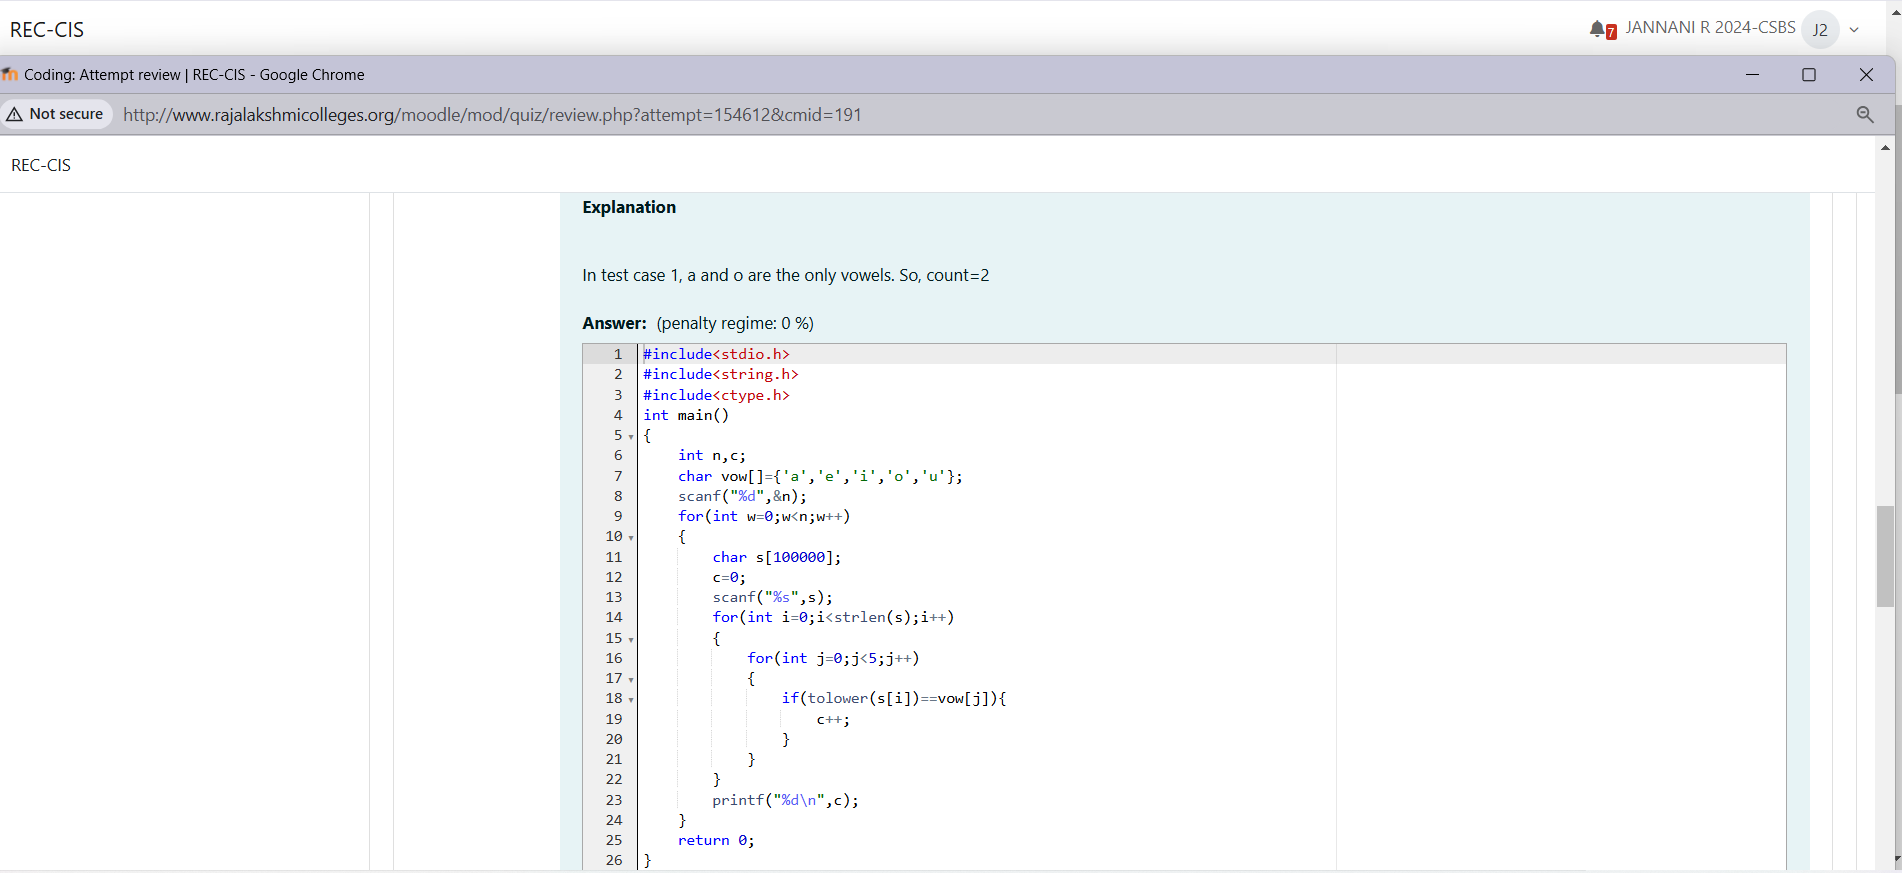 REC-CIS
7 JANNANI R 2024-CSBS J2
Coding: Attempt review | REC-CIS - Google Chrome
Not secure http://www.rajalakshmicolleges.org/moodle/mod/quiz/review.php?attempt=154612&cmid=191
REC-CIS
Explanation
In test case 1, a and o are the only vowels. So, count=2
Answer: (penalty regime: 0 %)
1 #include<stdio.h>
2 #include<string.h>
3 #include<ctype.h>
4 int main()
5 {
6 int n,c;
7 char vow[]={'a','e','i','o','u'};
8 scanf("%d",&n);
9 for(int w=0;w<n;w++)
10 {
11 char s[100000];
12 c=0;
13 scanf("%s",s);
14 for(int i=0;i<strlen(s);i++)
15 {
16 for(int j=0;j<5;j++)
17 {
18 if(tolower(s[i])==vow[j]){
19 c++;
20 }
21 }
22 }
23 printf("%d\n",c);
24 }
25 return 0;
26 }